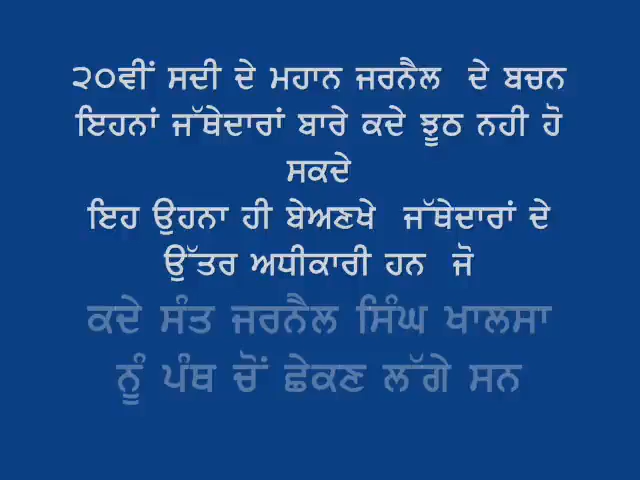 ੨੦ਵੀਂ ਸਦੀ ਦੇ ਮਹਾਨ ਜਰਨੈਲ ਦੇ ਬਚਨ
ਇਹਨਾਂ ਜੱਥੇਦਾਰਾਂ ਬਾਰੇ ਕਦੇ ਝੂਠ ਨਹੀ ਹੋ
ਸਕਦੇ
ਇਹ ਉਹਨਾ ਹੀ ਬੇਅਣਖੇ ਜੱਥੇਦਾਰਾਂ ਦੇ
ਉੱਤਰ ਅਧੀਕਾਰੀ ਹਨ ਜੋ
ਕਦੇ ਸੰਤ ਜਰਨੈਲ ਸਿੰਘ ਖਾਲਸਾ
ਨੂੰ ਪੰਥ ਚੋਂ ਛੇਕਣ ਲੱਗੇ ਸਨ